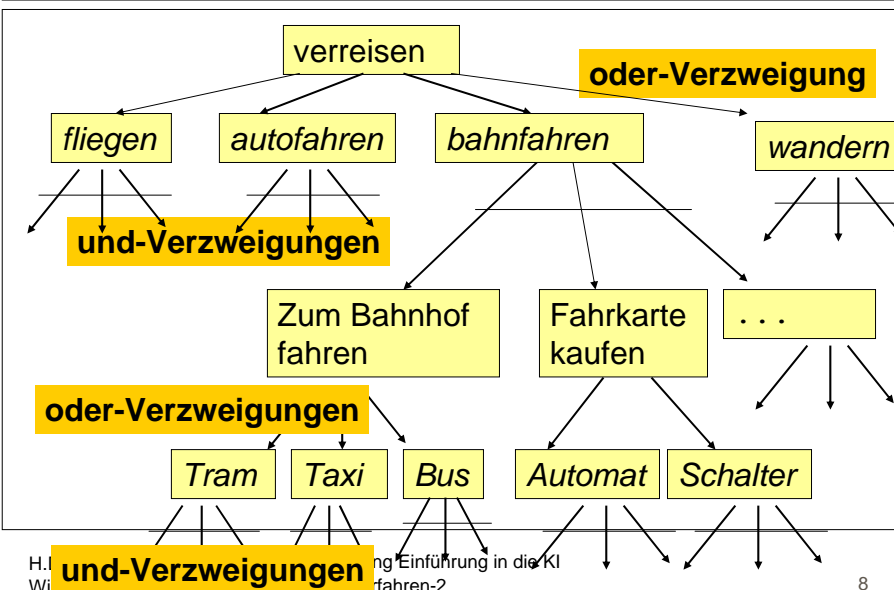 verreisen
oder-Verzweigung
fliegen
autofahren
bahnfahren
wandern
und-Verzweigungen
Zum Bahnhof
fahren
Fahrkarte
kaufen
. . .
oder-Verzweigungen
Tram
Taxi
Bus
Automat
Schalter
Einführung in die KI
und-Verzweigungen
8